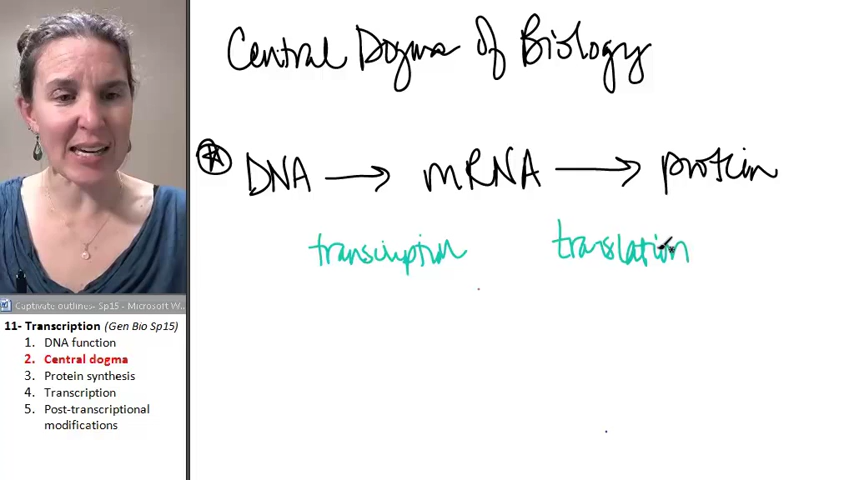 Central Dogma of Biology
DNA → mRNA → protein
transcription translation
Captivate outlines- Sp15 - Microsoft W...
11- Transcription (Gen Bio Sp15)
1. DNA function
2. Central dogma
3. Protein synthesis
4. Transcription
5. Post-transcriptional
modifications